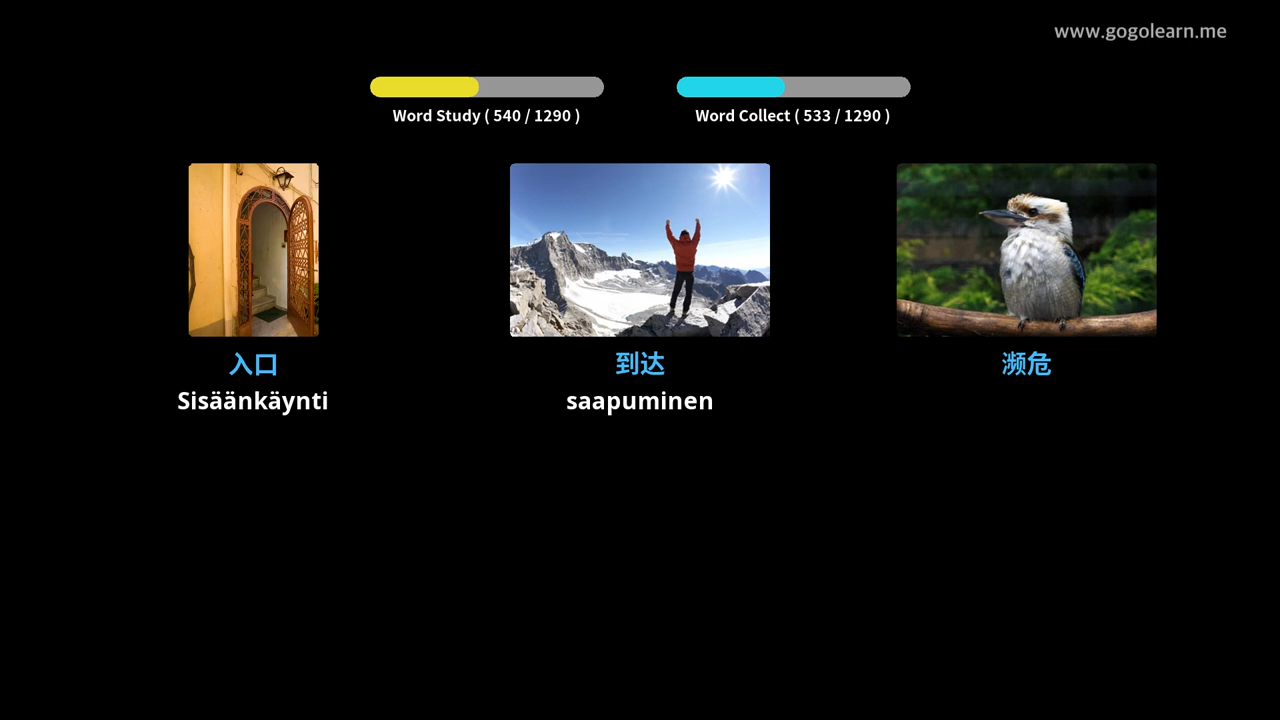 www.gogolearn.me
Word Study ( 540 / 1290 )
Word Collect ( 533 / 1290 )
入口
Sisäänkäynti
到达
saapuminen
濒危